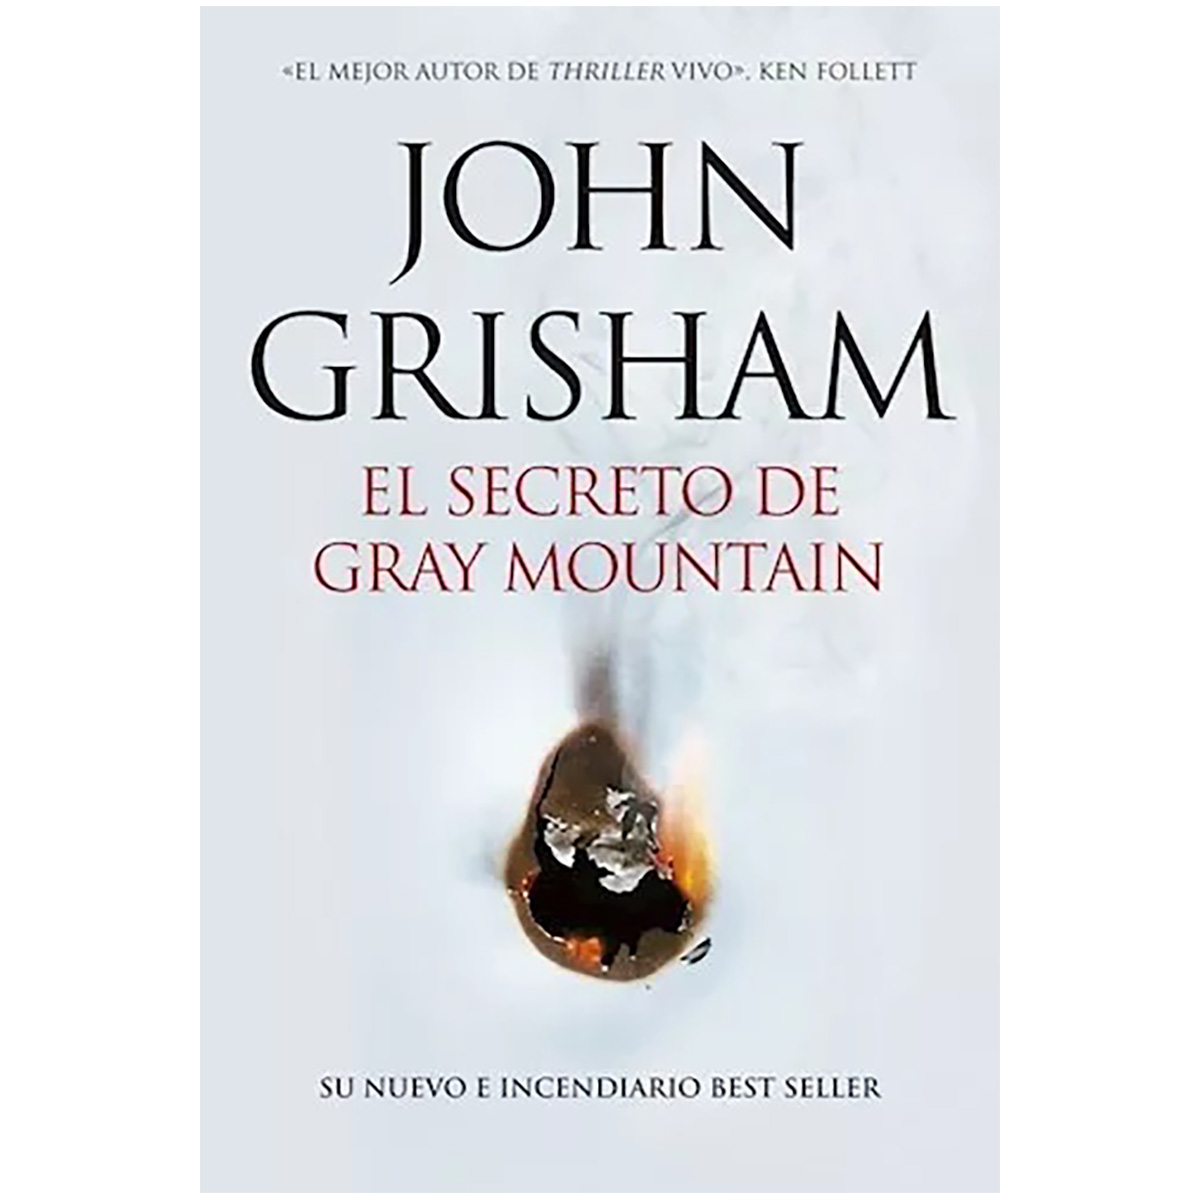 «EL MEJOR AUTOR DE THRILLER VIVO». KEN FOLLETT
JOHN
GRISHAM
EL SECRETO DE
GRAY MOUNTAIN
SU NUEVO E INCENDIARIO BEST SELLER